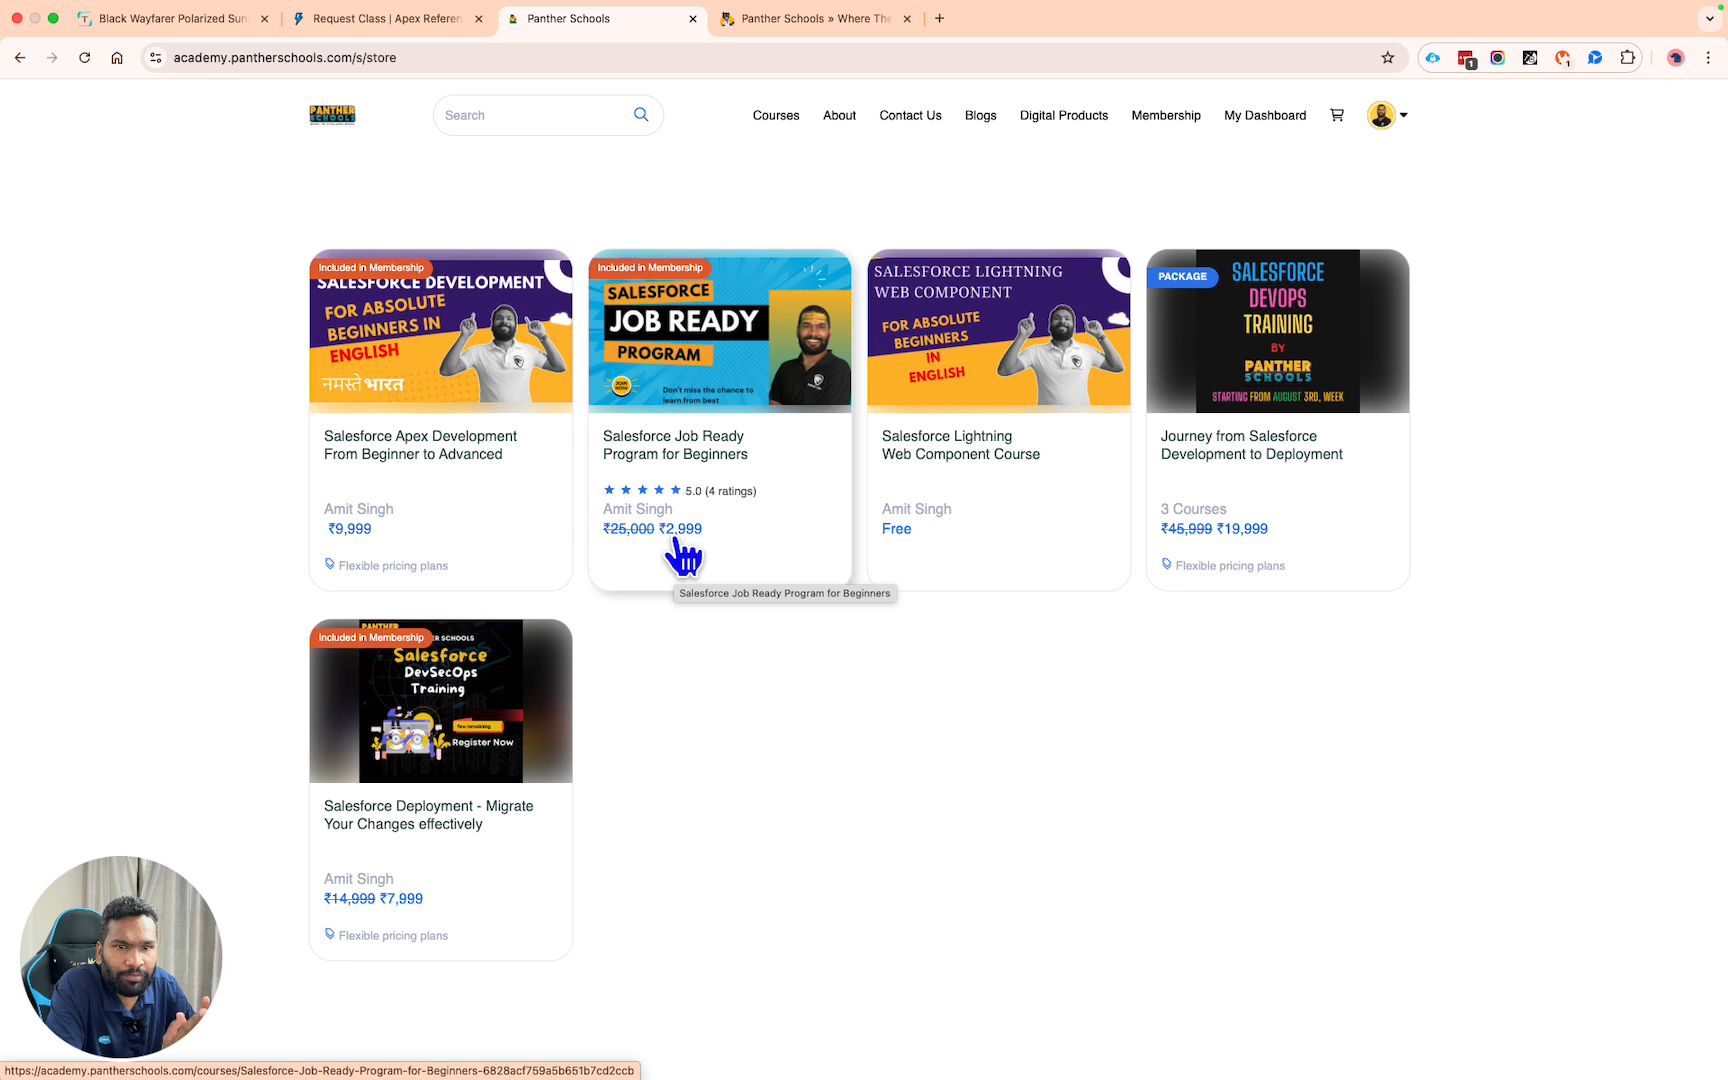 Black Wayfarer Polarized Sun
Request Class | Apex Referen
Panther Schools
Panther Schools » Where The
academy.pantherschools.com/s/store
1
1
PANTHER
SCHOOLS
Search
Courses
About
Contact Us
Blogs
Digital Products
Membership
My Dashboard
Included in Membership
SALESFORCE DEVELOPMENT
FOR ABSOLUTE
BEGINNERS IN
ENGLISH
नमस्ते भारत
Salesforce Apex Development
From Beginner to Advanced
Amit Singh
₹9,999
Flexible pricing plans
Included in Membership
SALESFORCE
JOB READY
PROGRAM
JOIN
NOW
Don't miss the chance to
learn from best
Salesforce Job Ready
Program for Beginners
5.0 (4 ratings)
Amit Singh
₹25,000 ₹2,999
Salesforce Job Ready Program for Beginners
SALESFORCE LIGHTNING
WEB COMPONENT
FOR ABSOLUTE
BEGINNERS
IN
ENGLISH
Salesforce Lightning
Web Component Course
Amit Singh
Free
PACKAGE
SALESFORCE
DEVOPS
TRAINING
BY
PANTHER
SCHOOLS
STARTING FROM AUGUST 3RD, WEEK
Journey from Salesforce
Development to Deployment
3 Courses
₹45,999 ₹19,999
Flexible pricing plans
Included in Membership
PANTHER
ER SCHOOLS
Salesforce
DevSecOps
Training
Register Now
Salesforce Deployment - Migrate
Your Changes effectively
Amit Singh
₹14,999 ₹7,999
Flexible pricing plans
https://academy.pantherschools.com/courses/Salesforce-Job-Ready-Program-for-Beginners-6828acf759a5b651b7cd2ccb